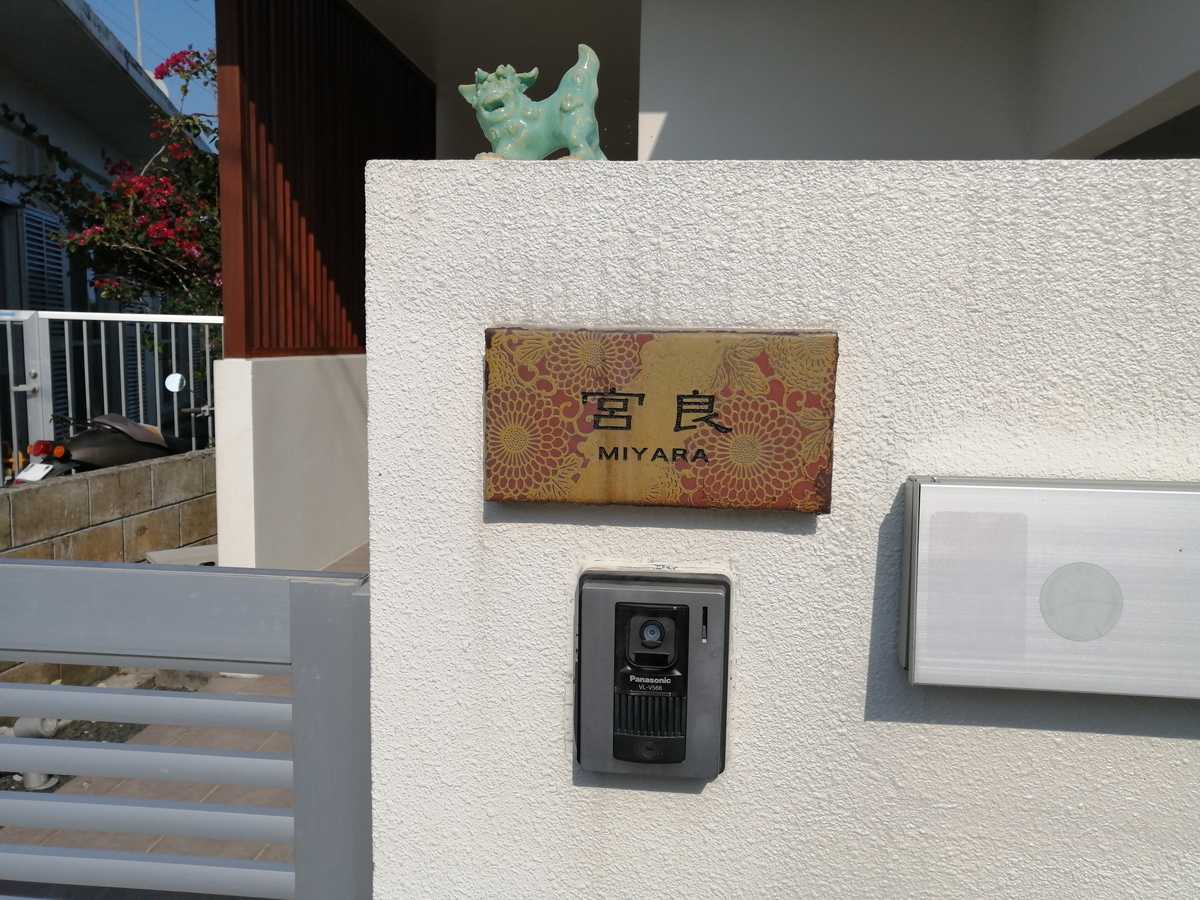 宮良
MIYARA
Panasonic
VL-V566